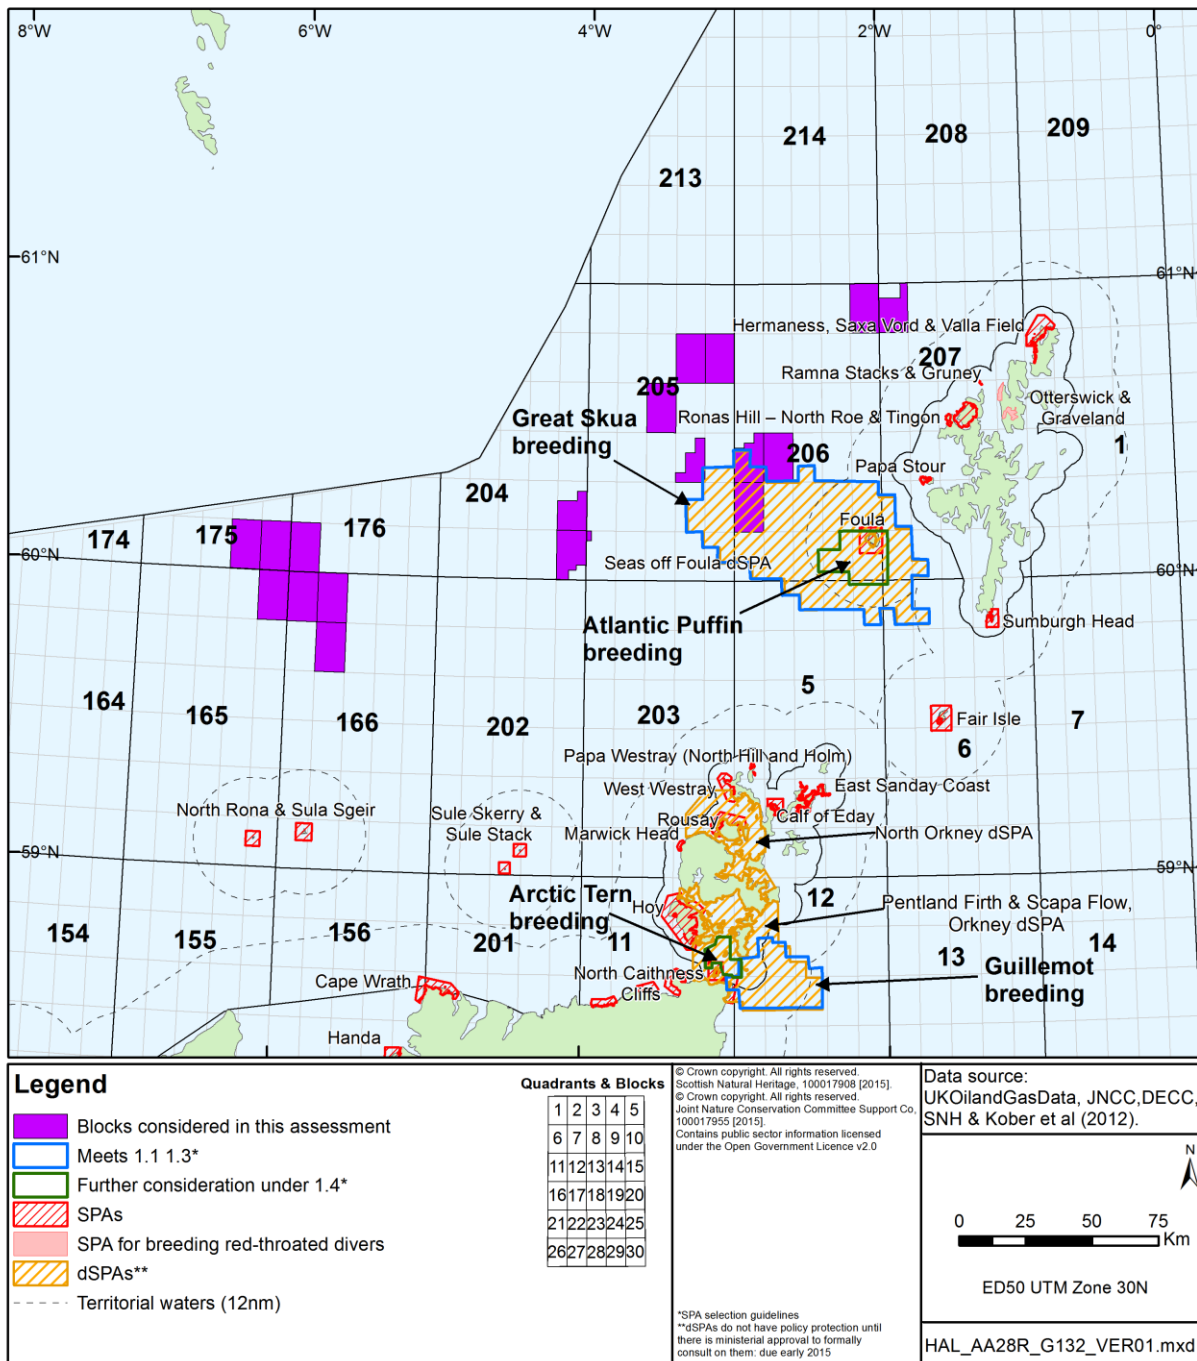 8°W
6°W
4°W
2°W
0°
214
208
209
213
61°N
61°N
Hermaness, Saxa Vord & Valla Field
207
Ramna Stacks & Gruney
205
Otterswick &
Graveland
Great Skua
breeding
Ronas Hill – North Roe & Tingon
1
206
Papa Stour
204
Foula
174
175
176
60°N
60°N
Seas off Foula dSPA
Atlantic Puffin
breeding
Sumburgh Head
5
164
165
166
202
203
Fair Isle
7
6
Papa Westray (North Hill and Holm)
West Westray
East Sanday Coast
North Rona & Sula Sgeir
Sule Skerry &
Sule Stack
Rousay
Calf of Eday
Marwick Head
North Orkney dSPA
59°N
59°N
Arctic Tern
breeding
Hoy
12
Pentland Firth & Scapa Flow,
Orkney dSPA
154
155
156
201
11
13
14
Guillemot
breeding
Cape Wrath
North Caithness
Cliffs
Handa
Legend
Blocks considered in this assessment
Meets 1.1 1.3*
Further consideration under 1.4*
SPAs
SPA for breeding red-throated divers
dSPAs**
Territorial waters (12nm)
Quadrants & Blocks
1 2 3 4 5
6 7 8 9 10
11 12 13 14 15
16 17 18 19 20
21 22 23 24 25
26 27 28 29 30
© Crown copyright. All rights reserved.
Scottish Natural Heritage, 100017908 [2015].
© Crown copyright. All rights reserved.
Joint Nature Conservation Committee Support Co,
100017955 [2015].
Contains public sector information licensed
under the Open Government Licence v2.0
*SPA selection guidelines
**dSPAs do not have policy protection until
there is ministerial approval to formally
consult on them: due early 2015
Data source:
UKOilandGasData, JNCC,DECC,
SNH & Kober et al (2012).
N
0 25 50 75
Km
ED50 UTM Zone 30N
HAL_AA28R_G132_VER01.mxd